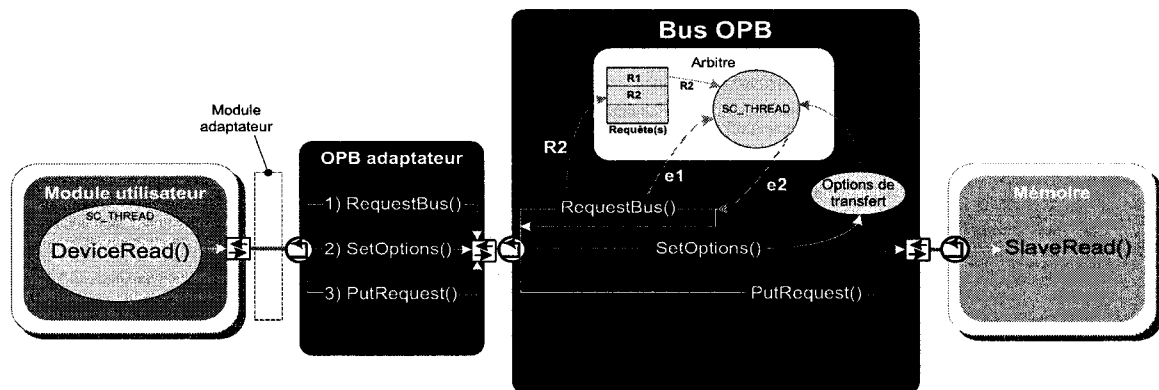 Bus OPB
Arbitre
R1
R2
R2
SC_THREAD
Requête(s)
Module
adaptateur
OPB adaptateur
R2
e1
e2
Options de
transfert
Module utilisateur
SC_THREAD
DeviceRead()
1) RequestBus()
2) SetOptions()
3) PutRequest()
RequestBus()
SetOptions()
PutRequest()
Mémoire
SlaveRead()